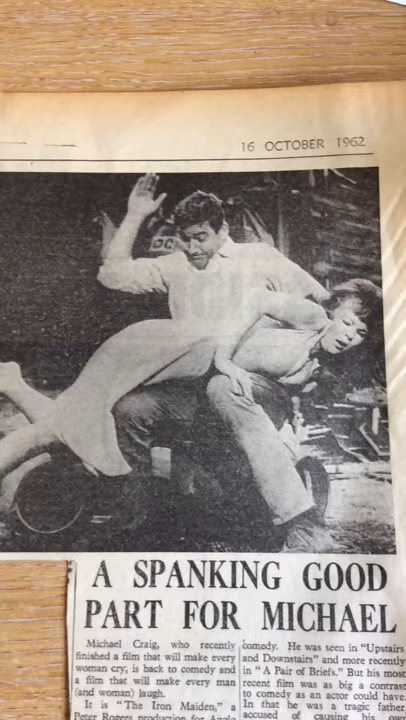 16 OCTOBER 1962
A SPANKING GOOD
PART FOR MICHAEL
Michael Craig, who recently
finished a film that will make every
woman cry, is back to comedy and
a film that will make every man
(and woman) laugh.
It is "The Iron Maiden," a
Peter Rogers production for Anglo
comedy. He was seen in "Upstairs
and Downstairs" and more recently
in "A Pair of Briefs." But his most
recent film was as big a contrast
to comedy as an actor could have.
In that he was a tragic father
accused of causing his own